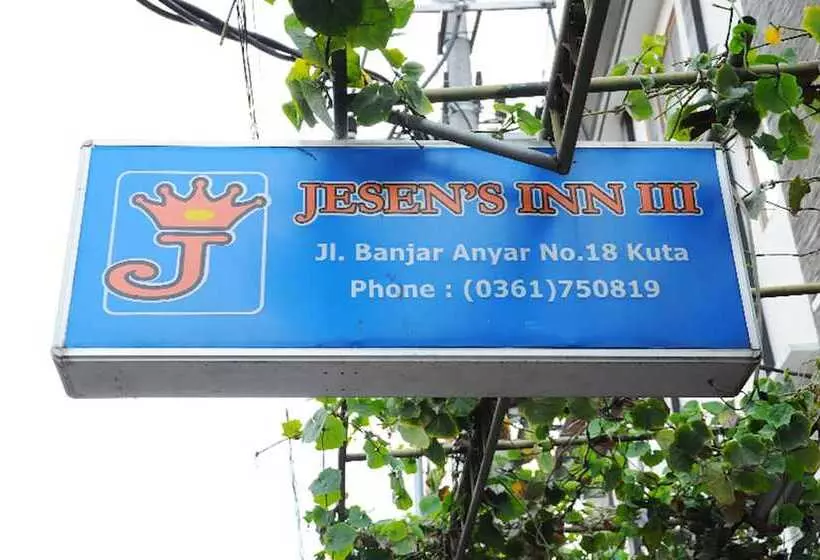 J
JESEN'S INN III
Jl. Banjar Anyar No.18 Kuta
Phone : (0361)750819